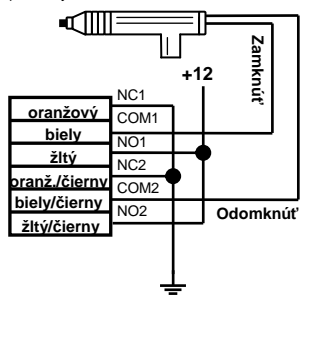 Zamknúť
+12
NC1
oranžový
COM1
biely
NO1
žltý
NC2
oranž./čierny
COM2
biely/čierny
NO2
Odomknúť
žltý/čierny